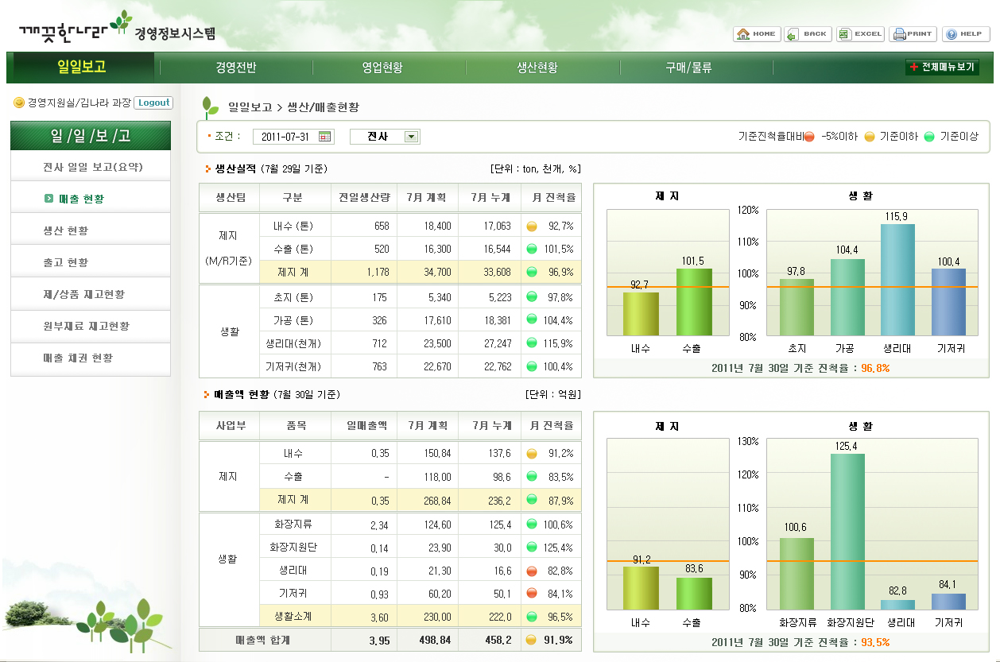 깨끗한나라 경영정보시스템
HOME BACK EXCEL PRINT HELP
일일보고 경영전반 영업현황 생산현황 구매/물류 + 전체메뉴보기
경영지원실/김나라 과장 Logout
일/일/보/고
전사 일일 보고(요약)
매출 현황
생산 현황
출고 현황
제/상품 재고현황
원부재료 재고현황
매출 채권 현황
일일보고 > 생산/매출현황
조건 : 2011-07-31 전사
기준진척율대비 -5%이하 기준이하 기준이상
생산실적 (7월 29일 기준) [단위 : ton, 천개, %]
생산팀 구분 전일생산량 7月 계획 7月 누계 月 진척율
제지 (M/R기준)
내수 (톤) 658 18,400 17,063 92.7%
수출 (톤) 520 16,300 16,544 101.5%
제지 계 1,178 34,700 33,608 96.9%
생활
초지 (톤) 175 5,340 5,223 97.8%
가공 (톤) 326 17,610 18,381 104.4%
생리대(천개) 712 23,500 27,247 115.9%
기저귀(천개) 763 22,670 22,762 100.4%
제 지
92.7 101.5
내수 수출
120%
110%
100%
90%
80%
생 활
97.8 104.4 115.9 100.4
초지 가공 생리대 기저귀
2011년 7월 30일 기준 진척율 : 96.8%
매출액 현황 (7월 30일 기준) [단위 : 억원]
사업부 품목 일매출액 7月 계획 7月 누계 月 진척율
제지
내수 0.35 150.84 137.6 91.2%
수출 - 118.00 98.6 83.5%
제지 계 0.35 268.84 236.2 87.9%
생활
화장지류 2.34 124.60 125.4 100.6%
화장지원단 0.14 23.90 30.0 125.4%
생리대 0.19 21.30 16.6 82.8%
기저귀 0.93 60.20 50.1 84.1%
생활소계 3.60 230.00 222.0 96.5%
매출액 합계 3.95 498.84 458.2 91.9%
제 지
91.2 83.6
내수 수출
130%
120%
110%
100%
90%
80%
생 활
100.6 125.4 82.8 84.1
화장지류 화장지원단 생리대 기저귀
2011년 7월 30일 기준 진척율 : 93.5%